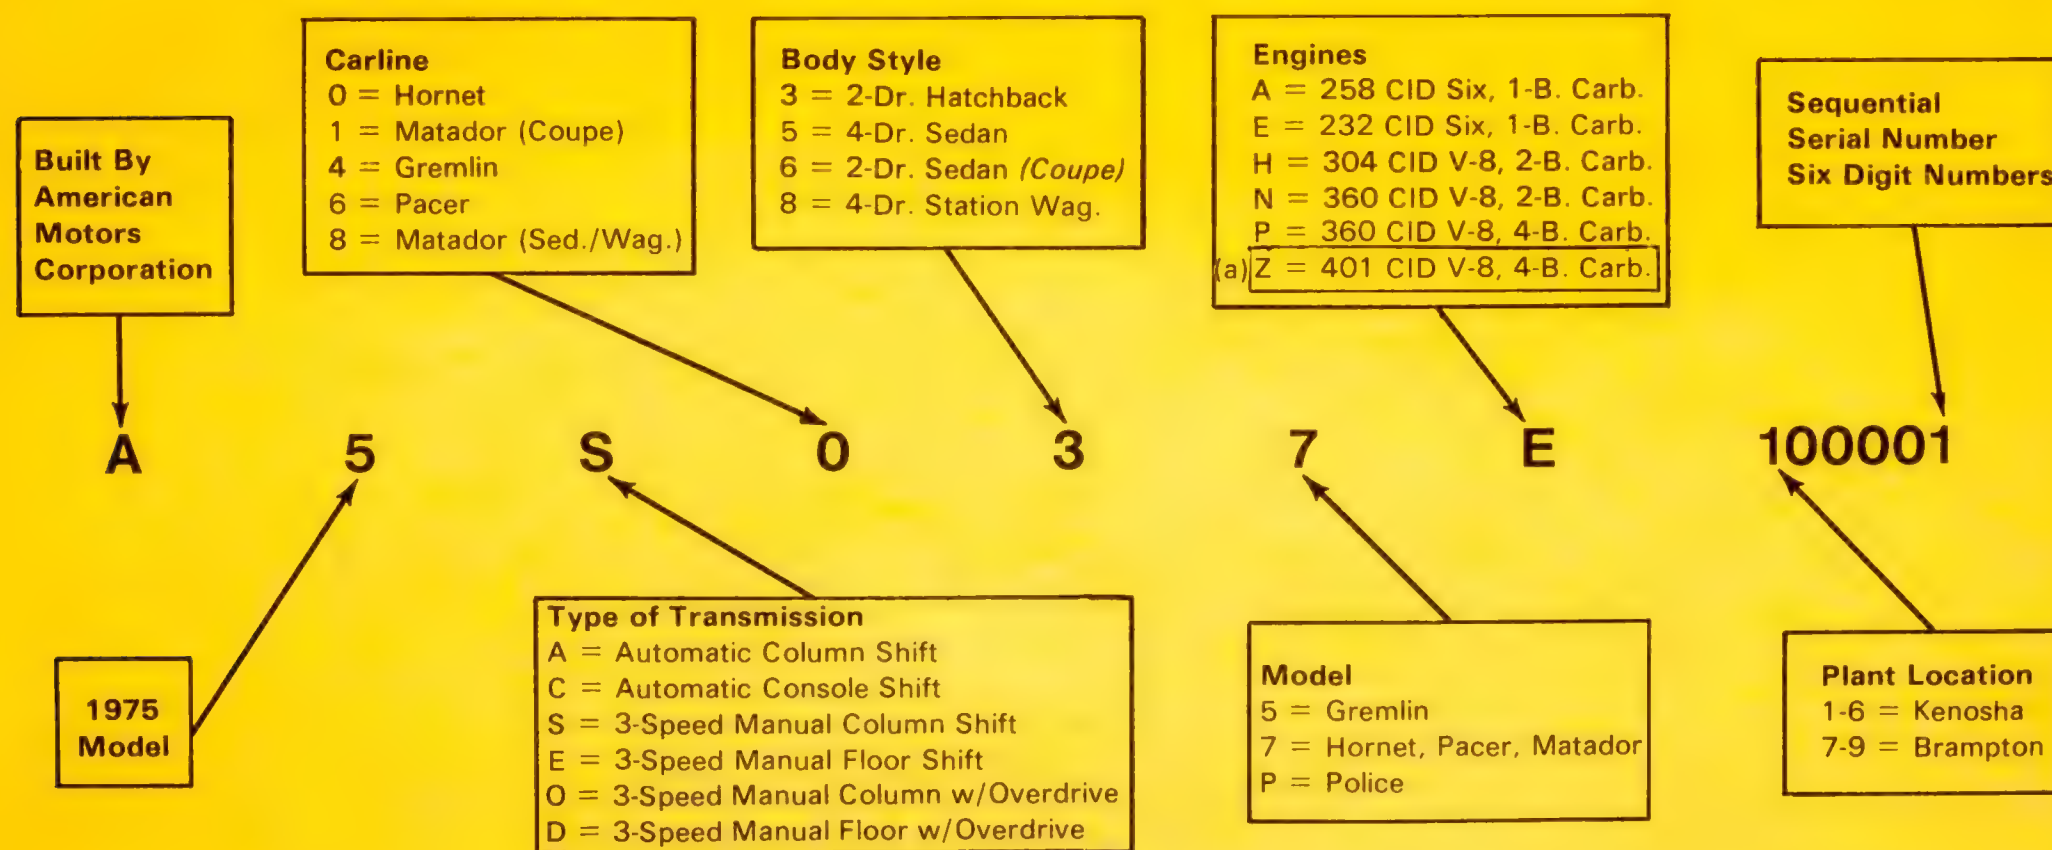 Built By
American
Motors
Corporation
Carline
0 = Hornet
1 = Matador (Coupe)
4 = Gremlin
6 = Pacer
8 = Matador (Sed./Wag.)
Body Style
3 = 2-Dr. Hatchback
5 = 4-Dr. Sedan
6 = 2-Dr. Sedan (Coupe)
8 = 4-Dr. Station Wag.
Engines
A = 258 CID Six, 1-B. Carb.
E = 232 CID Six, 1-B. Carb.
H = 304 CID V-8, 2-B. Carb.
N = 360 CID V-8, 2-B. Carb.
P = 360 CID V-8, 4-B. Carb.
(a) Z = 401 CID V-8, 4-B. Carb.
Sequential
Serial Number
Six Digit Numbers
A 5 S 0 3 7 E 100001
1975
Model
Type of Transmission
A = Automatic Column Shift
C = Automatic Console Shift
S = 3-Speed Manual Column Shift
E = 3-Speed Manual Floor Shift
O = 3-Speed Manual Column w/Overdrive
D = 3-Speed Manual Floor w/Overdrive
Model
5 = Gremlin
7 = Hornet, Pacer, Matador
P = Police
Plant Location
1-6 = Kenosha
7-9 = Brampton